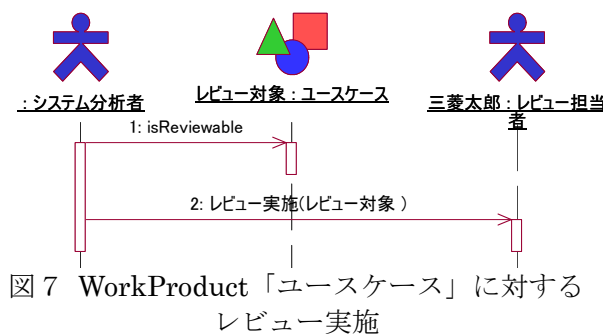 : システム分析者
レビュー対象 : ユースケース
三菱太郎 : レビュー担当
者
1: isReviewable
2: レビュー実施(レビュー対象 )
図７ WorkProduct「ユースケース」に対する
レビュー実施